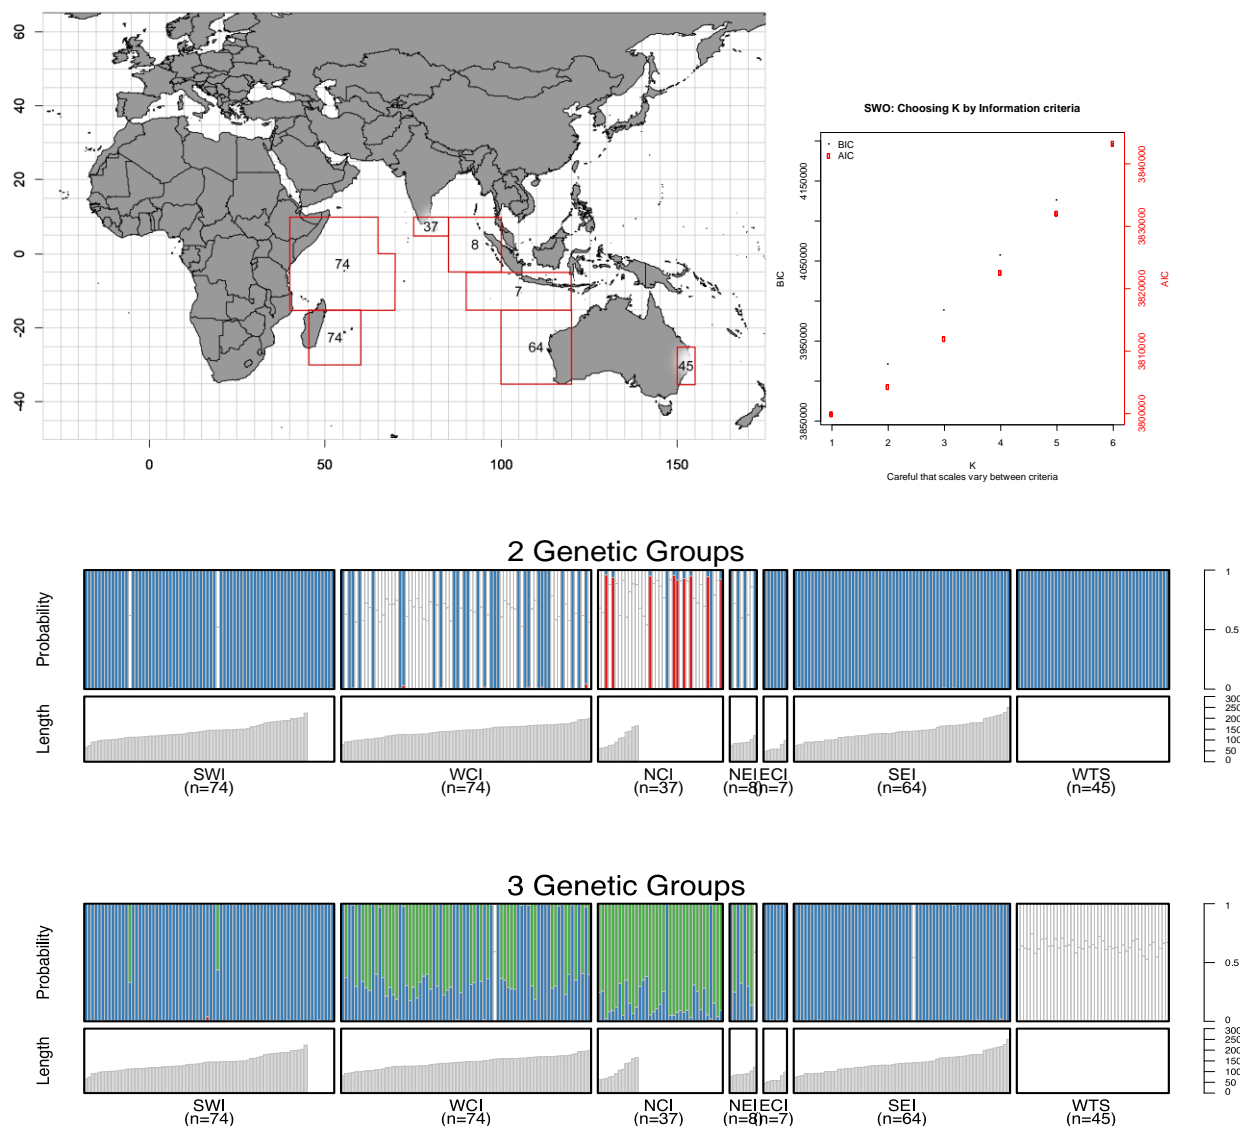 60
40
20
0
20
40
0
50
100
150
37
8
74
7
74
64
45
SWO: Choosing K by Information criteria
BIC
AIC
BIC
3850000
3950000
4050000
4150000
AIC
3800000
3810000
3820000
3830000
3840000
1 2 3 4 5 6
K
Careful that scales vary between criteria
2 Genetic Groups
Probability
1
0.5
0
Length
300
250
200
150
100
50
0
SWI WCI NCI NEI ECI SEI WTS
(n=74) (n=74) (n=37) (n=8) (n=7) (n=64) (n=45)
3 Genetic Groups
Probability
1
0.5
0
Length
300
250
200
150
100
50
0
SWI WCI NCI NEI ECI SEI WTS
(n=74) (n=74) (n=37) (n=8) (n=7) (n=64) (n=45)